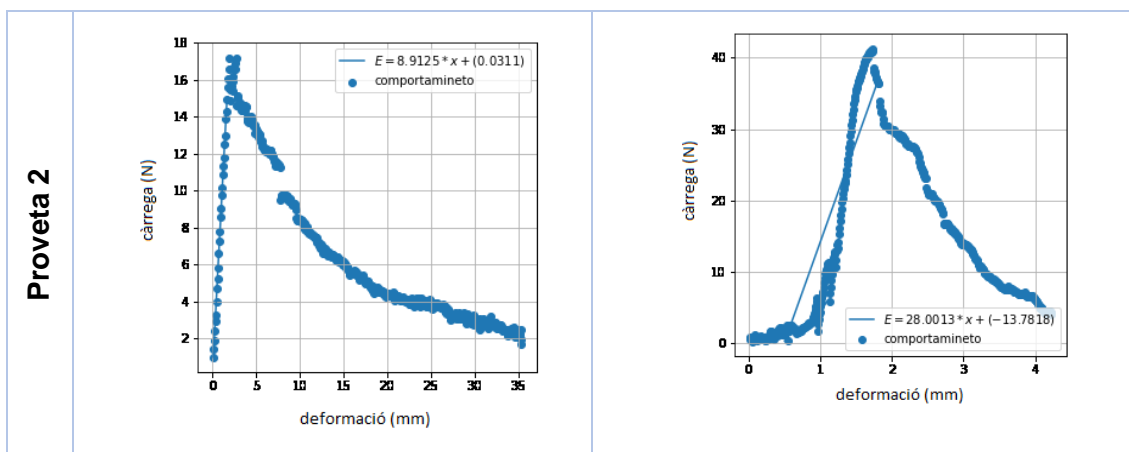 Proveta 2
18
16
14
12
10
8
6
4
2
0 5 10 15 20 25 30 35
càrrega (N)
deformació (mm)
E = 8.9125 * x + (0.0311)
comportamineto
40
30
20
10
0
0 1 2 3 4
càrrega (N)
deformació (mm)
E = 28.0013 * x + (−13.7818)
comportamineto